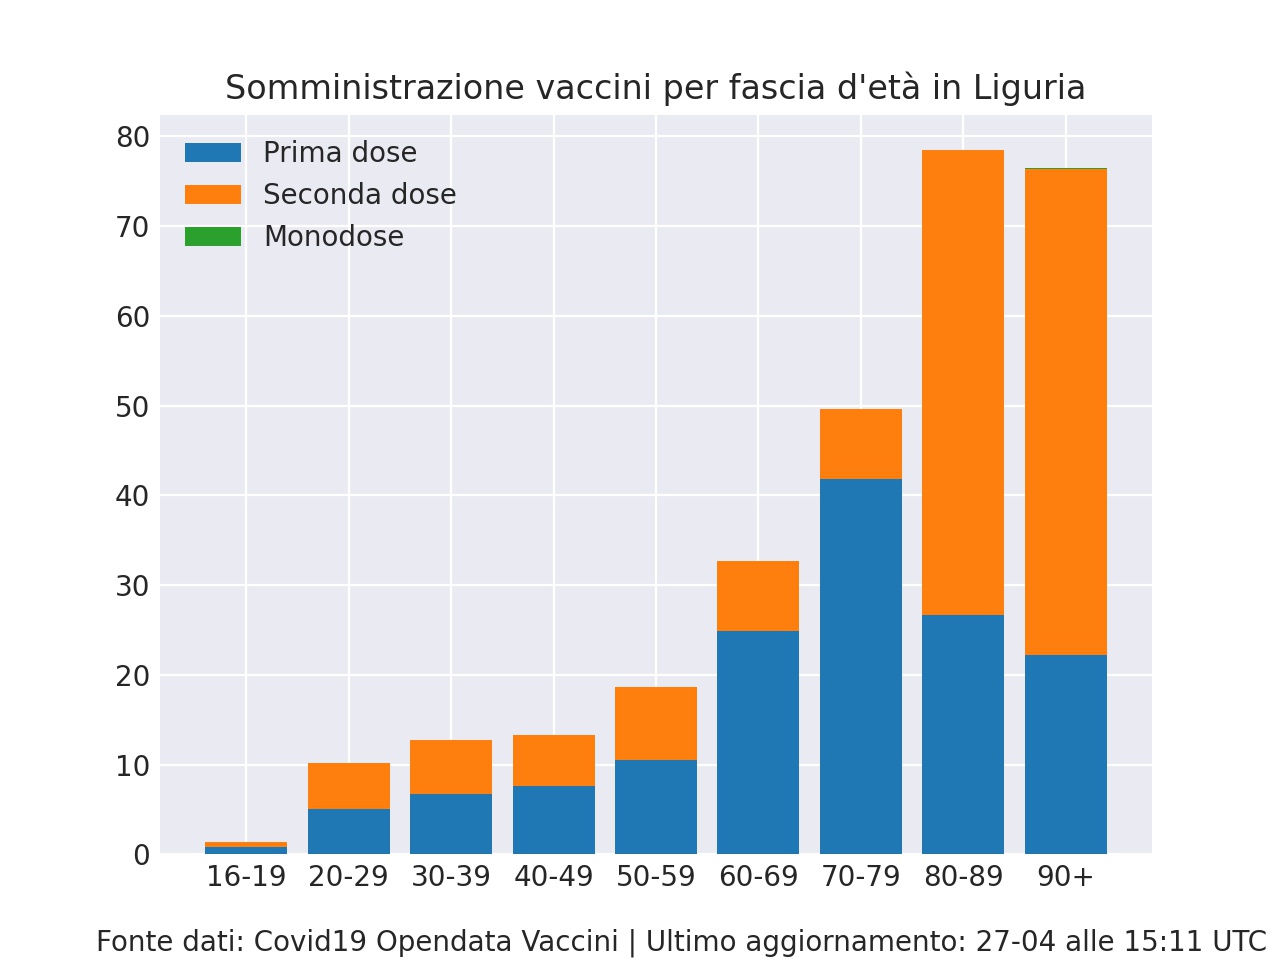 Somministrazione vaccini per fascia d'età in Liguria
80
70
60
50
40
30
20
10
0
Prima dose
Seconda dose
Monodose
16-19 20-29 30-39 40-49 50-59 60-69 70-79 80-89 90+
Fonte dati: Covid19 Opendata Vaccini | Ultimo aggiornamento: 27-04 alle 15:11 UTC